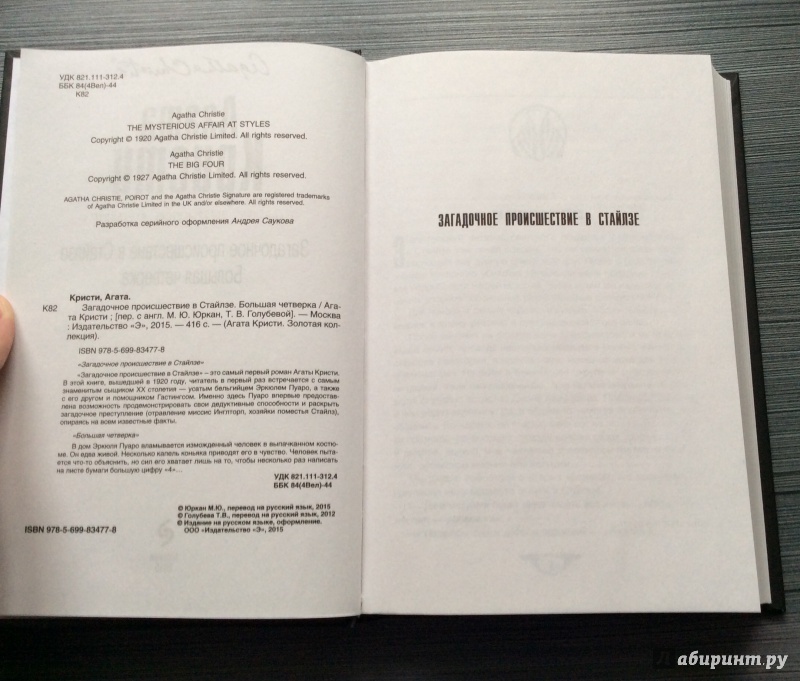 УДК 821.111-312.4
ББК 84(4Вел)-44
К82
Agatha Christie
THE MYSTERIOUS AFFAIR AT STYLES
Copyright © 1920 Agatha Christie Limited. All rights reserved.
Agatha Christie
THE BIG FOUR
Copyright © 1927 Agatha Christie Limited. All rights reserved.
AGATHA CHRISTIE, POIROT and the Agatha Christie Signature are registered trademarks
of Agatha Christie Limited in the UK and/or elsewhere. All rights reserved.
Разработка серийного оформления Андрея Саукова
Кристи, Агата.
К82 Загадочное происшествие в Стайлзе. Большая четверка / Ага-
та Кристи ; [пер. с англ. М. Ю. Юркан, Т. В. Голубевой]. — Москва
: Издательство «Э», 2015. — 416 с. — (Агата Кристи. Золотая кол-
лекция).
ISBN 978-5-699-83477-8
«Загадочное происшествие в Стайлзе»
«Загадочное происшествие в Стайлзе» – это самый первый роман Агаты Кристи.
В этой книге, вышедшей в 1920 году, читатель в первый раз встречается с самым
знаменитым сыщиком XX столетия — усатым бельгийцем Эркюлем Пуаро, а также
с его другом и помощником Гастингсом. Именно здесь Пуаро впервые предостав-
лена возможность продемонстрировать свои дедуктивные способности и раскрыть
загадочное преступление (отравление миссис Инглторп, хозяйки поместья Стайлз),
опираясь на всем известные факты.
«Большая четверка»
В дом Эркюля Пуаро вламывается изможденный человек в выпачканном костю-
ме. Он едва живой. Несколько капель коньяка приводят его в чувство. Человек пыта-
ется что-то объяснить, но сил его хватает лишь на то, чтобы несколько раз написать
на листе бумаги большую цифру «4»...
УДК 821.111-312.4
ББК 84(4Вел)-44
© Юркан М.Ю., перевод на русский язык, 2015
© Голубева Т.В., перевод на русский язык, 2012
© Издание на русском языке, оформление.
ООО «Издательство «Э», 2015
ISBN 978-5-699-83477-8
ЗАГАДОЧНОЕ ПРОИСШЕСТВИЕ В СТАЙЛЗЕ
Лабиринт.ру